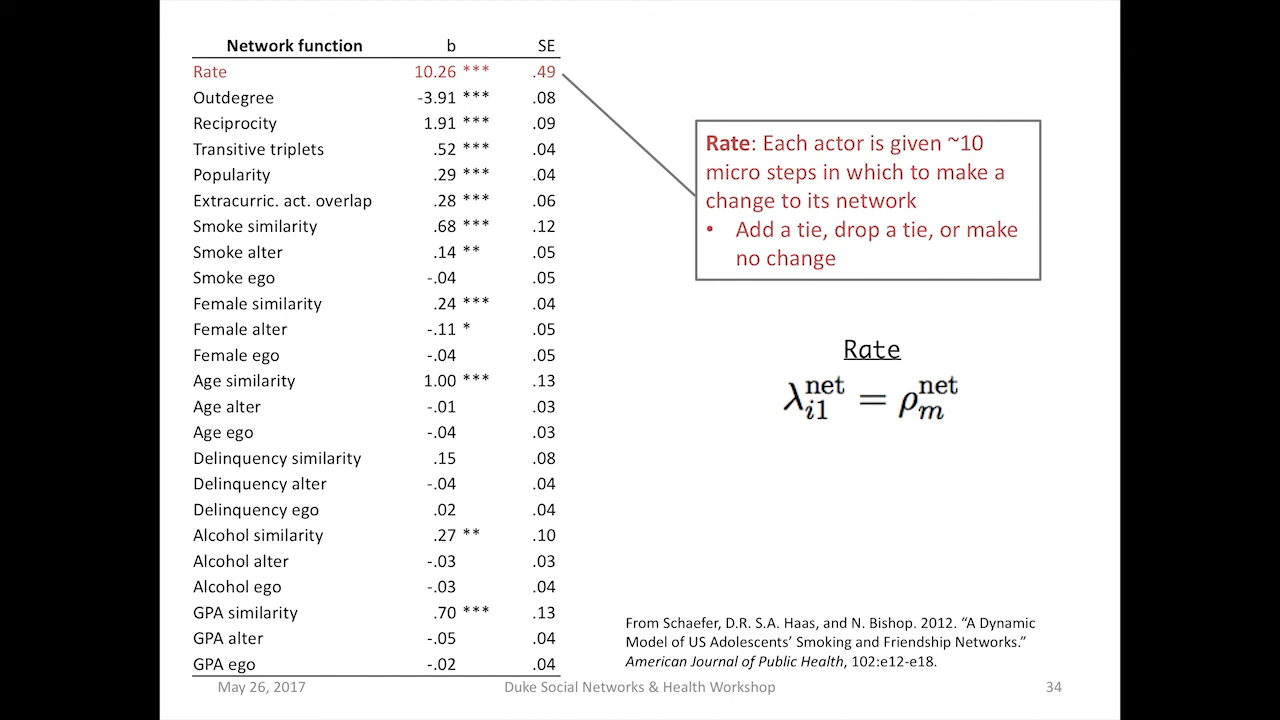 Network function b SE
Rate 10.26 *** .49
Outdegree -3.91 *** .08
Reciprocity 1.91 *** .09
Transitive triplets .52 *** .04
Popularity .29 *** .04
Extracurric. act. overlap .28 *** .06
Smoke similarity .68 *** .12
Smoke alter .14 ** .05
Smoke ego -.04 .05
Female similarity .24 *** .04
Female alter -.11 * .05
Female ego -.04 .05
Age similarity 1.00 *** .13
Age alter -.01 .03
Age ego -.04 .03
Delinquency similarity .15 .08
Delinquency alter -.04 .04
Delinquency ego .02 .04
Alcohol similarity .27 ** .10
Alcohol alter -.03 .03
Alcohol ego -.03 .04
GPA similarity .70 *** .13
GPA alter -.05 .04
GPA ego -.02 .04
Rate: Each actor is given ~10
micro steps in which to make a
change to its network
• Add a tie, drop a tie, or make
no change
Rate
λ_{i1}^{net} = ρ_m^{net}
From Schaefer, D.R. S.A. Haas, and N. Bishop. 2012. “A Dynamic
Model of US Adolescents’ Smoking and Friendship Networks.”
American Journal of Public Health, 102:e12-e18.
May 26, 2017 Duke Social Networks & Health Workshop 34